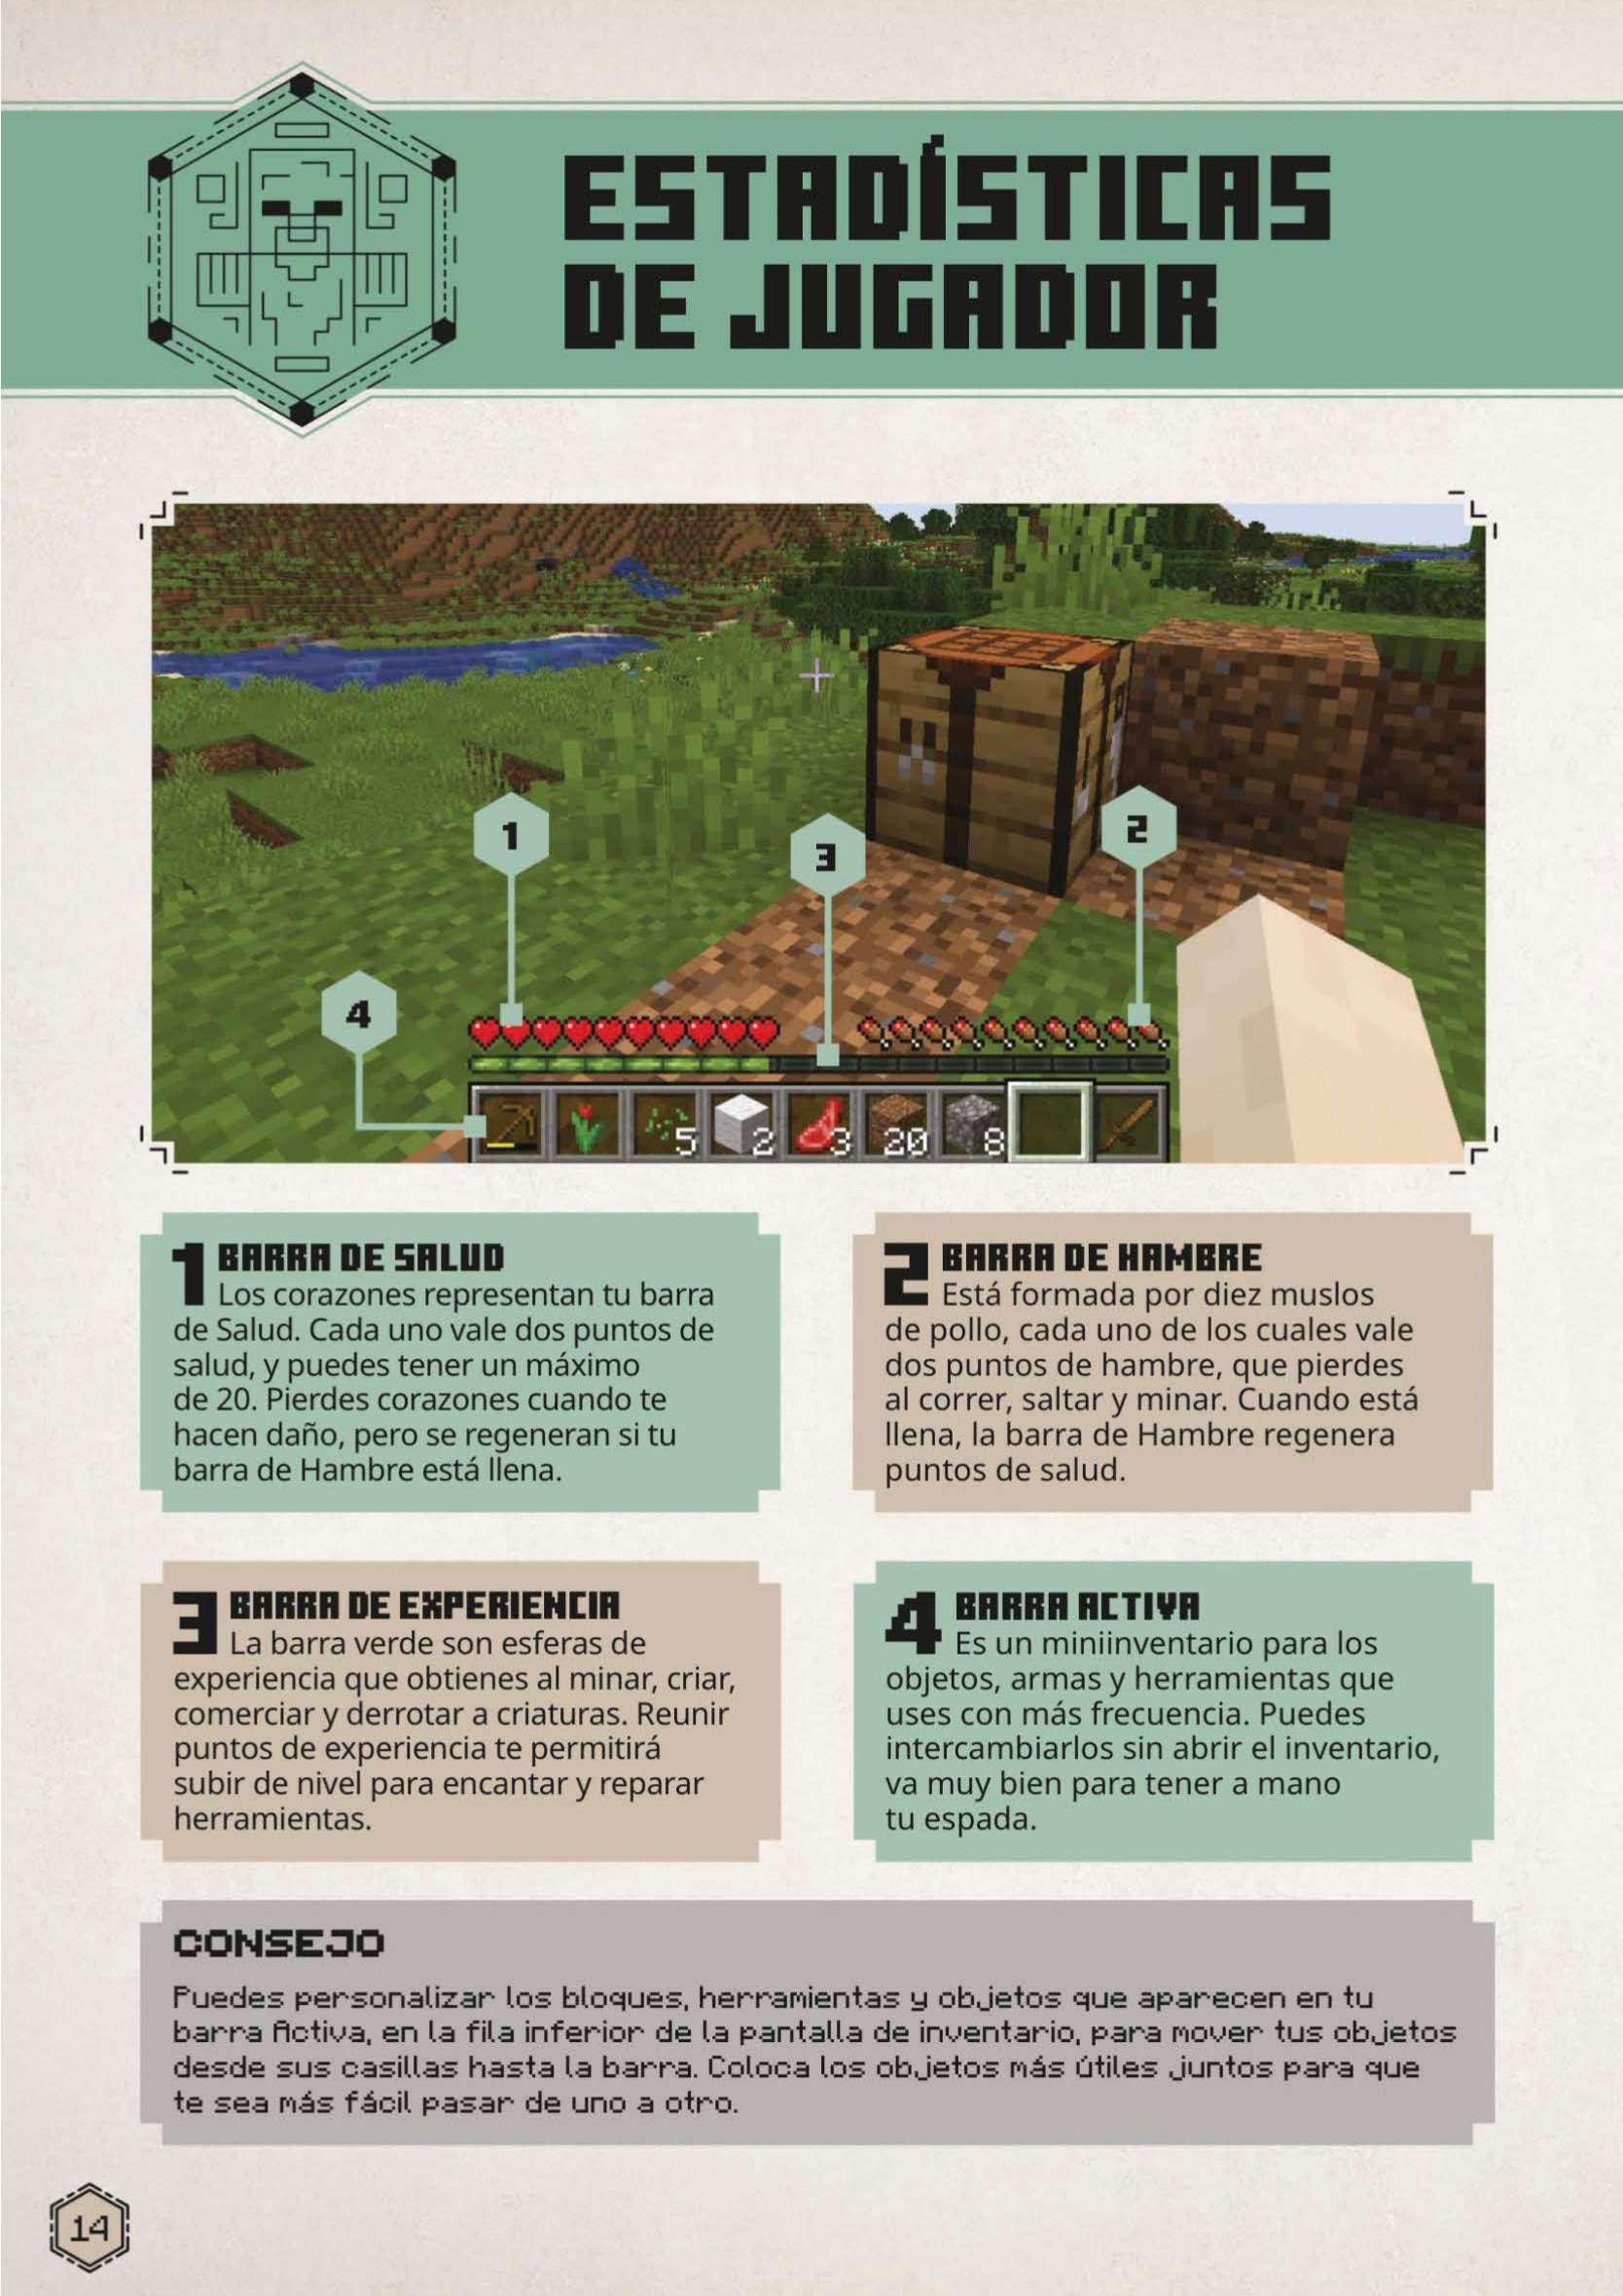 ESTADÍSTICAS
DE JUGADOR
1
3
2
4
5
2
3
20
8
1 BARRA DE SALUD
Los corazones representan tu barra
de Salud. Cada uno vale dos puntos de
salud, y puedes tener un máximo
de 20. Pierdes corazones cuando te
hacen daño, pero se regeneran si tu
barra de Hambre está llena.
2 BARRA DE HAMBRE
Está formada por diez muslos
de pollo, cada uno de los cuales vale
dos puntos de hambre, que pierdes
al correr, saltar y minar. Cuando está
llena, la barra de Hambre regenera
puntos de salud.
3 BARRA DE EXPERIENCIA
La barra verde son esferas de
experiencia que obtienes al minar, criar,
comerciar y derrotar a criaturas. Reunir
puntos de experiencia te permitirá
subir de nivel para encantar y reparar
herramientas.
4 BARRA ACTIVA
Es un miniinventario para los
objetos, armas y herramientas que
uses con más frecuencia. Puedes
intercambiarlos sin abrir el inventario,
va muy bien para tener a mano
tu espada.
CONSEJO
Puedes personalizar los bloques, herramientas y objetos que aparecen en tu
barra Activa, en la fila inferior de la pantalla de inventario, para mover tus objetos
desde sus casillas hasta la barra. Coloca los objetos más útiles juntos para que
te sea más fácil pasar de uno a otro.
14